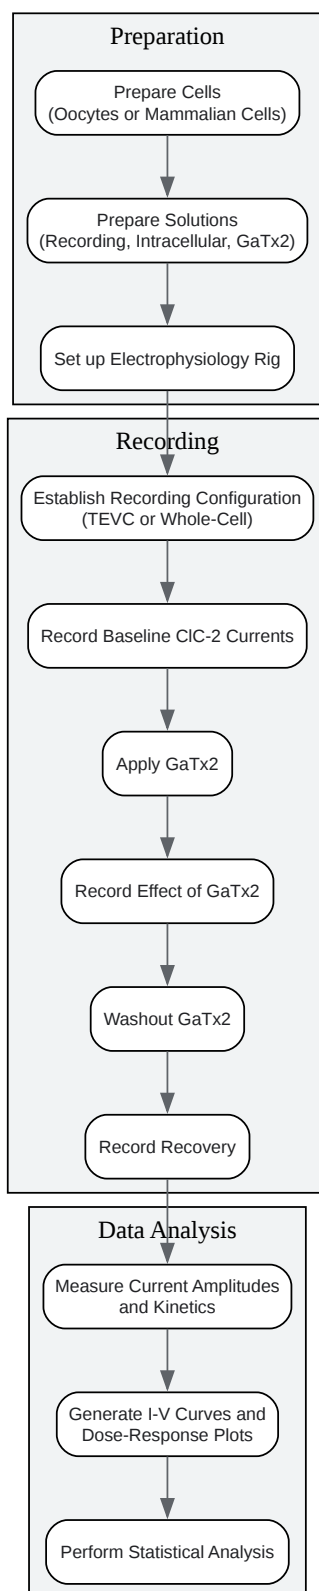 Preparation
Prepare Cells
(Oocytes or Mammalian Cells)
Prepare Solutions
(Recording, Intracellular, GaTx2)
Set up Electrophysiology Rig
Recording
Establish Recording Configuration
(TEVC or Whole-Cell)
Record Baseline ClC-2 Currents
Apply GaTx2
Record Effect of GaTx2
Washout GaTx2
Record Recovery
Data Analysis
Measure Current Amplitudes
and Kinetics
Generate I-V Curves and
Dose-Response Plots
Perform Statistical Analysis